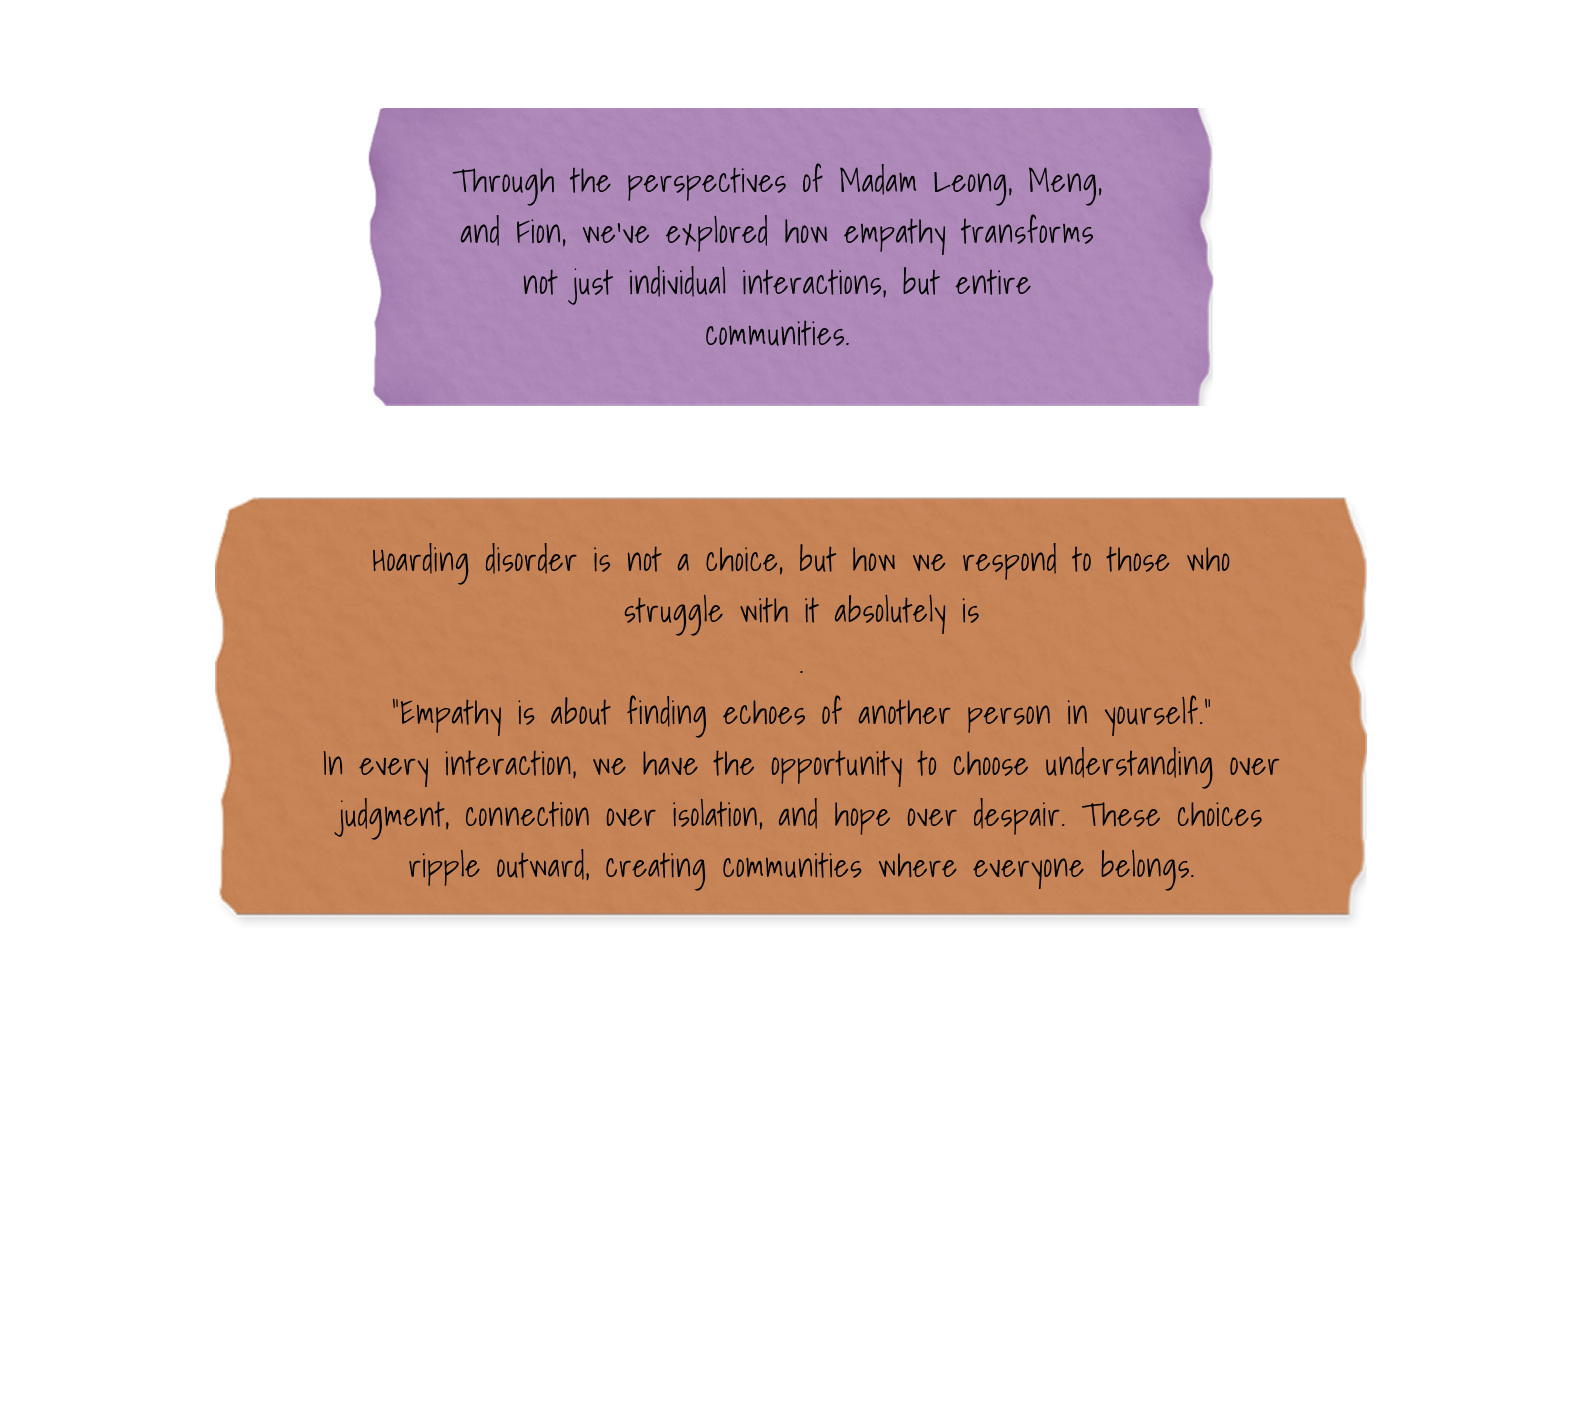 Through the perspectives of Madam Leong, Meng,
and Fion, we've explored how empathy transforms
not just individual interactions, but entire
communities.
Hoarding disorder is not a choice, but how we respond to those who
struggle with it absolutely is
.
"Empathy is about finding echoes of another person in yourself."
In every interaction, we have the opportunity to choose understanding over
judgment, connection over isolation, and hope over despair. These choices
ripple outward, creating communities where everyone belongs.